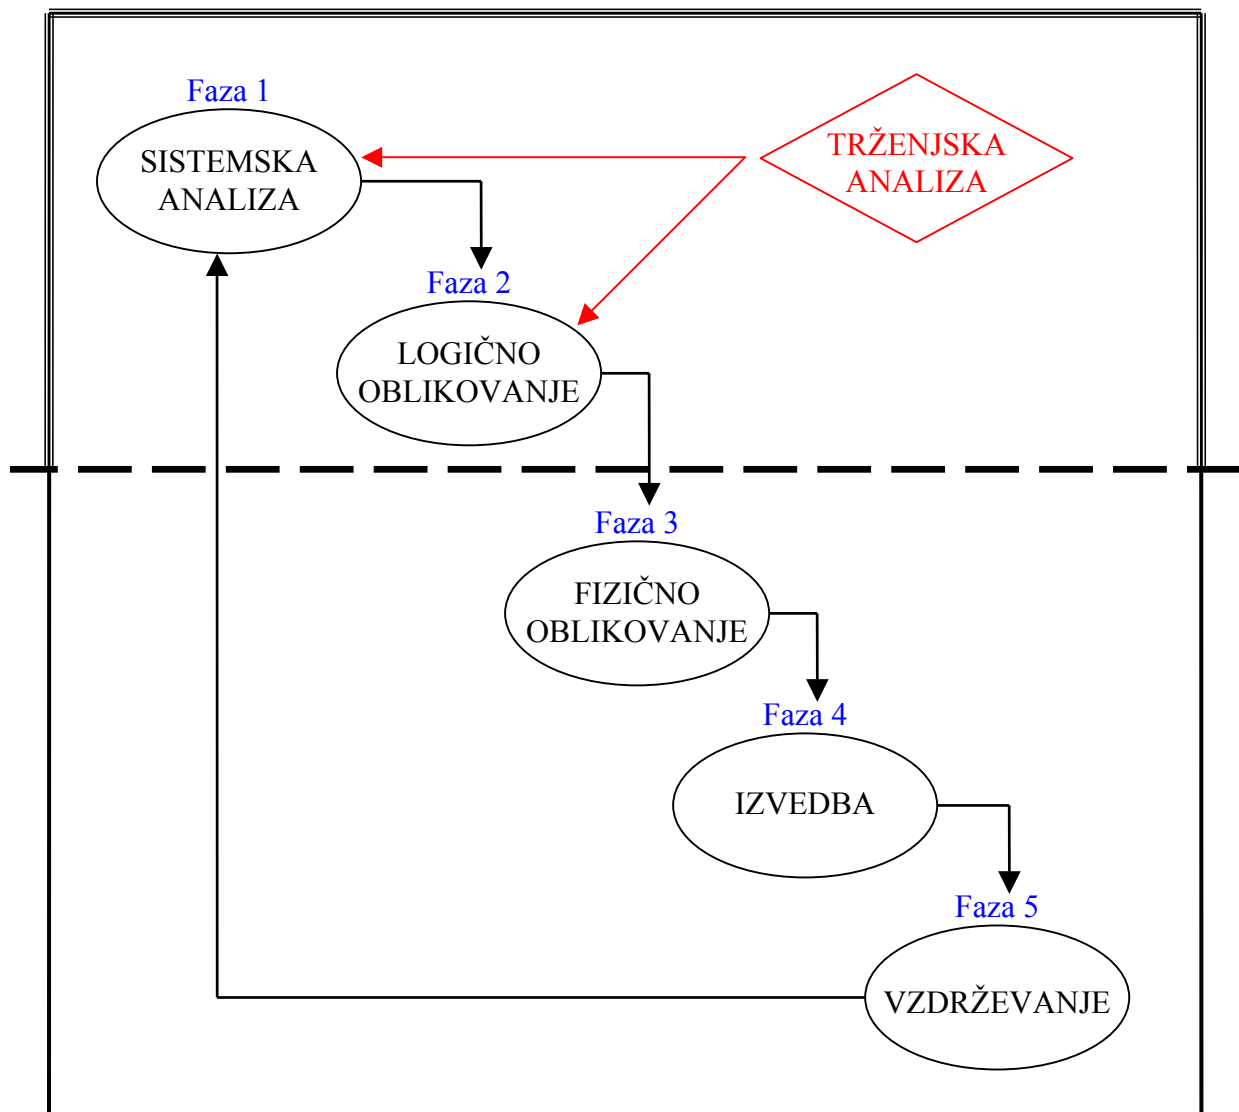 Faza 1
SISTEMSKA
ANALIZA
TRŽENJSKA
ANALIZA
Faza 2
LOGIČNO
OBLIKOVANJE
Faza 3
FIZIČNO
OBLIKOVANJE
Faza 4
IZVEDBA
Faza 5
VZDRŽEVANJE